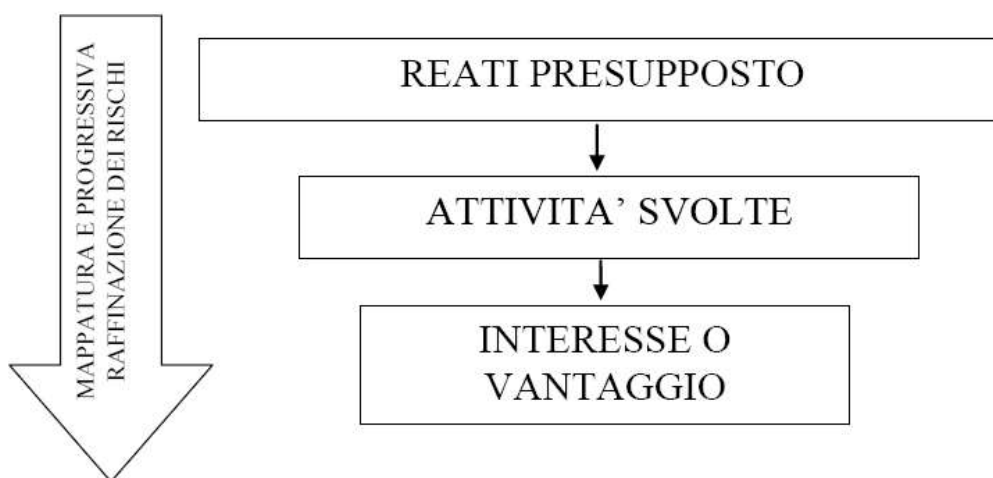 MAPPATURA E PROGRESSIVA
RAFFINAZIONE DEI RISCHI
REATI PRESUPPOSTO
ATTIVITA’ SVOLTE
INTERESSE O
VANTAGGIO